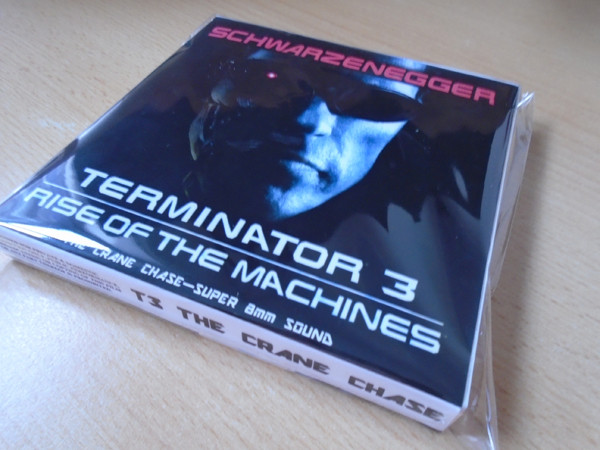 SCHWARZENEGGER
TERMINATOR 3
RISE OF THE MACHINES
THE CRANE CHASE-SUPER 8mm SOUND
T3 THE CRANE CHASE